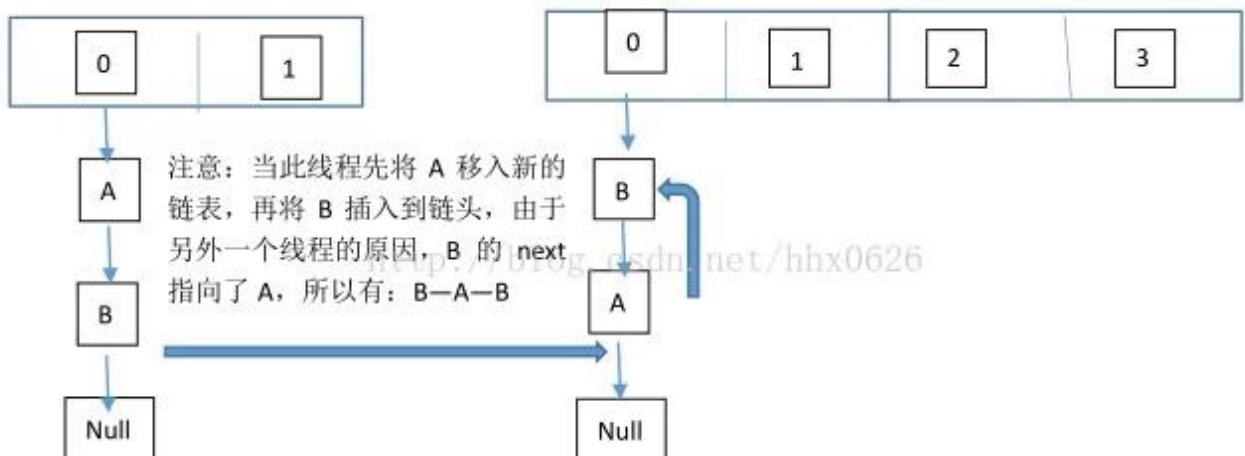 0
1
0
1
2
3
A
注意：当此线程先将 A 移入新的
链表，再将 B 插入到链头，由于
另外一个线程的原因，B 的 next
指向了 A，所以有：B—A—B
B
B
A
http://blog.csdn.net/hhx0626
Null
Null